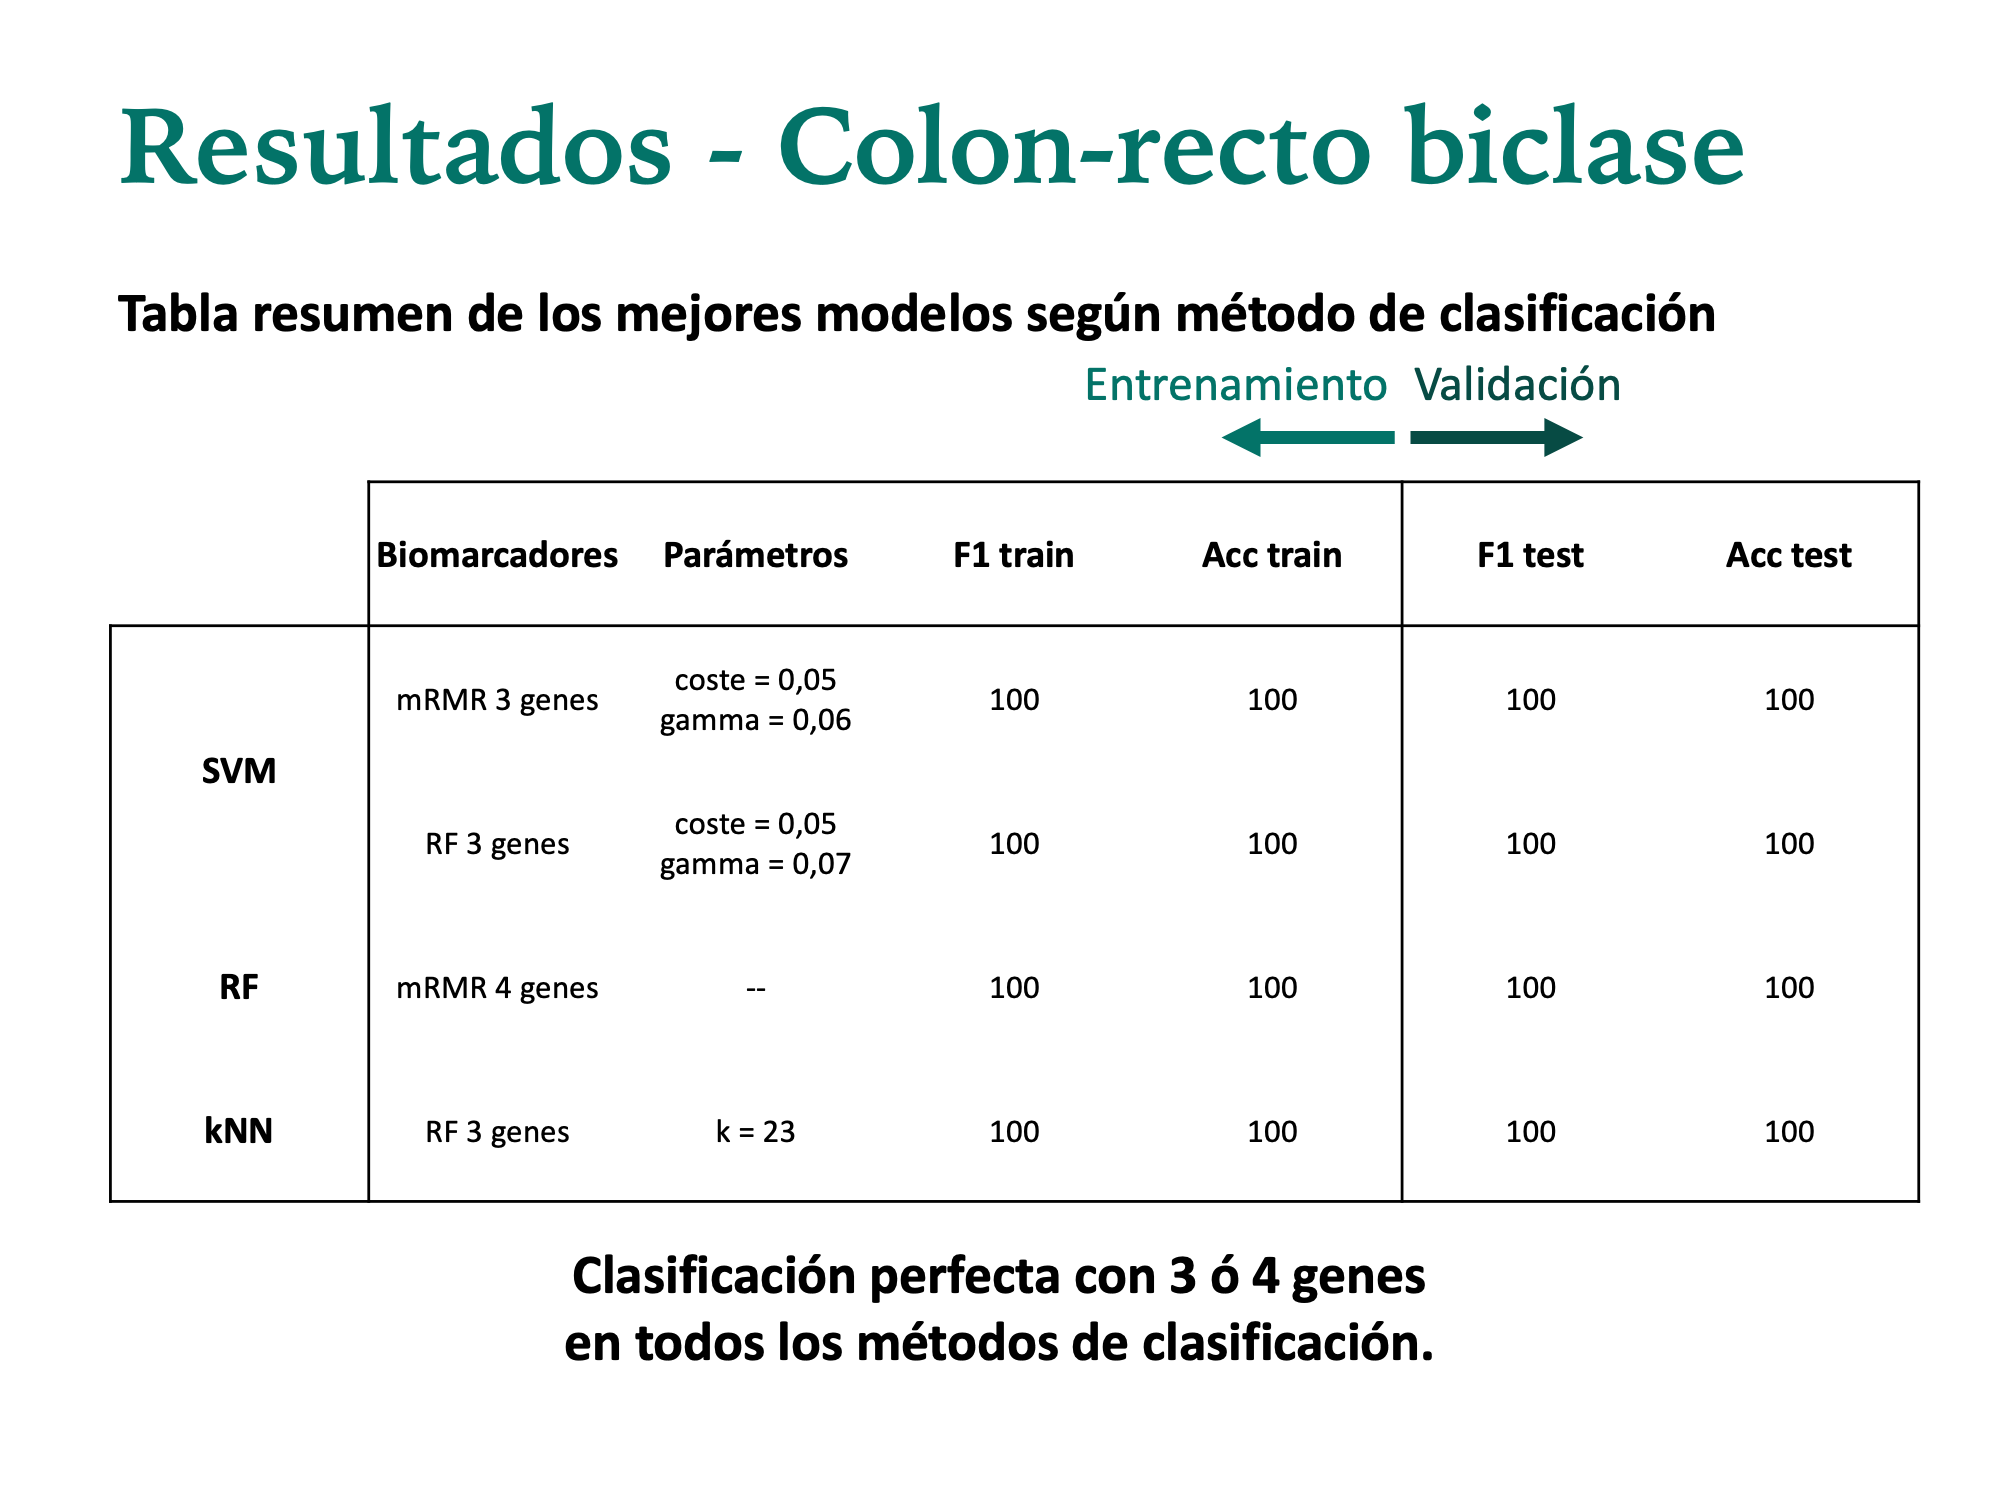 Resultados - Colon-recto biclase
Tabla resumen de los mejores modelos según método de clasificación
Entrenamiento Validación
Biomarcadores Parámetros F1 train Acc train F1 test Acc test
SVM
mRMR 3 genes
coste = 0,05
gamma = 0,06
100 100 100 100
RF 3 genes
coste = 0,05
gamma = 0,07
100 100 100 100
RF mRMR 4 genes -- 100 100 100 100
kNN RF 3 genes k = 23 100 100 100 100
Clasificación perfecta con 3 ó 4 genes
en todos los métodos de clasificación.